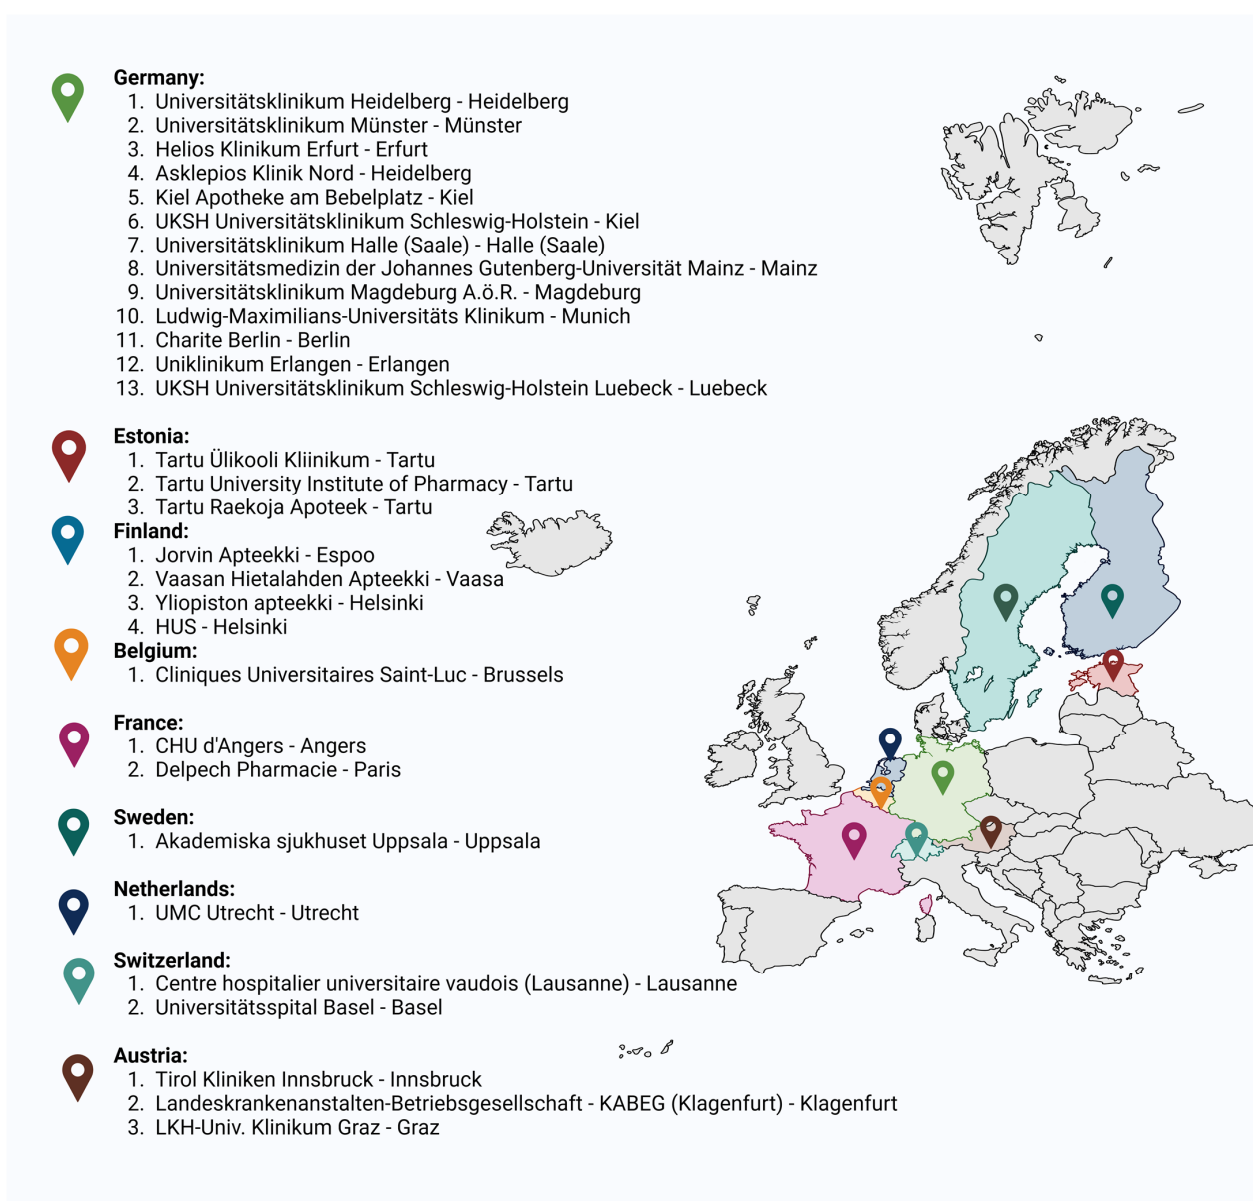 Germany:
1. Universitätsklinikum Heidelberg - Heidelberg
2. Universitätsklinikum Münster - Münster
3. Helios Klinikum Erfurt - Erfurt
4. Asklepios Klinik Nord - Heidelberg
5. Kiel Apotheke am Bebelplatz - Kiel
6. UKSH Universitätsklinikum Schleswig-Holstein - Kiel
7. Universitätsklinikum Halle (Saale) - Halle (Saale)
8. Universitätsmedizin der Johannes Gutenberg-Universität Mainz - Mainz
9. Universitätsklinikum Magdeburg A.ö.R. - Magdeburg
10. Ludwig-Maximilians-Universitäts Klinikum - Munich
11. Charite Berlin - Berlin
12. Uniklinikum Erlangen - Erlangen
13. UKSH Universitätsklinikum Schleswig-Holstein Luebeck - Luebeck
Estonia:
1. Tartu Ülikooli Kliinikum - Tartu
2. Tartu University Institute of Pharmacy - Tartu
3. Tartu Raekoja Apoteek - Tartu
Finland:
1. Jorvin Apteekki - Espoo
2. Vaasan Hietalahden Apteekki - Vaasa
3. Yliopiston apteekki - Helsinki
4. HUS - Helsinki
Belgium:
1. Cliniques Universitaires Saint-Luc - Brussels
France:
1. CHU d'Angers - Angers
2. Delpech Pharmacie - Paris
Sweden:
1. Akademiska sjukhuset Uppsala - Uppsala
Netherlands:
1. UMC Utrecht - Utrecht
Switzerland:
1. Centre hospitalier universitaire vaudois (Lausanne) - Lausanne
2. Universitätsspital Basel - Basel
Austria:
1. Tirol Kliniken Innsbruck - Innsbruck
2. Landeskrankenanstalten-Betriebsgesellschaft - KABEG (Klagenfurt) - Klagenfurt
3. LKH-Univ. Klinikum Graz - Graz